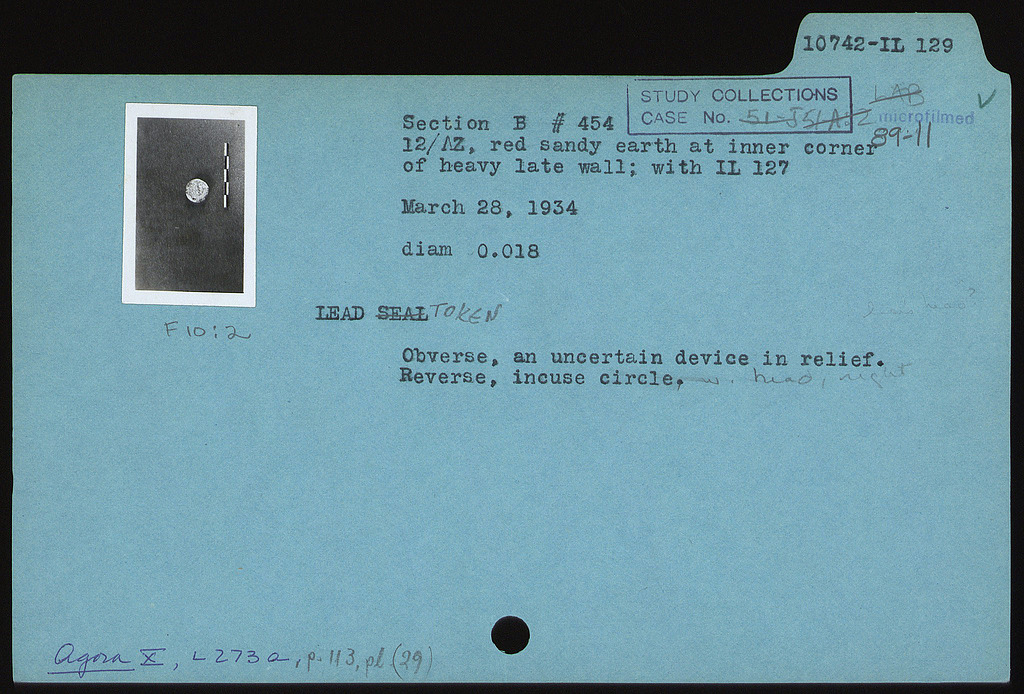 10742-IL 129
STUDY COLLECTIONS
CASE No. 51-
LAB
microfilmed
89-11
Section B # 454
12/ΛΖ, red sandy earth at inner corner
of heavy late wall; with IL 127
March 28, 1934
diam 0.018
F10:2
LEAD SEAL TOKEN
Obverse, an uncertain device in relief.
Reverse, incuse circle. w. head, right
Agora X, L273a, p. 113, pl (29)